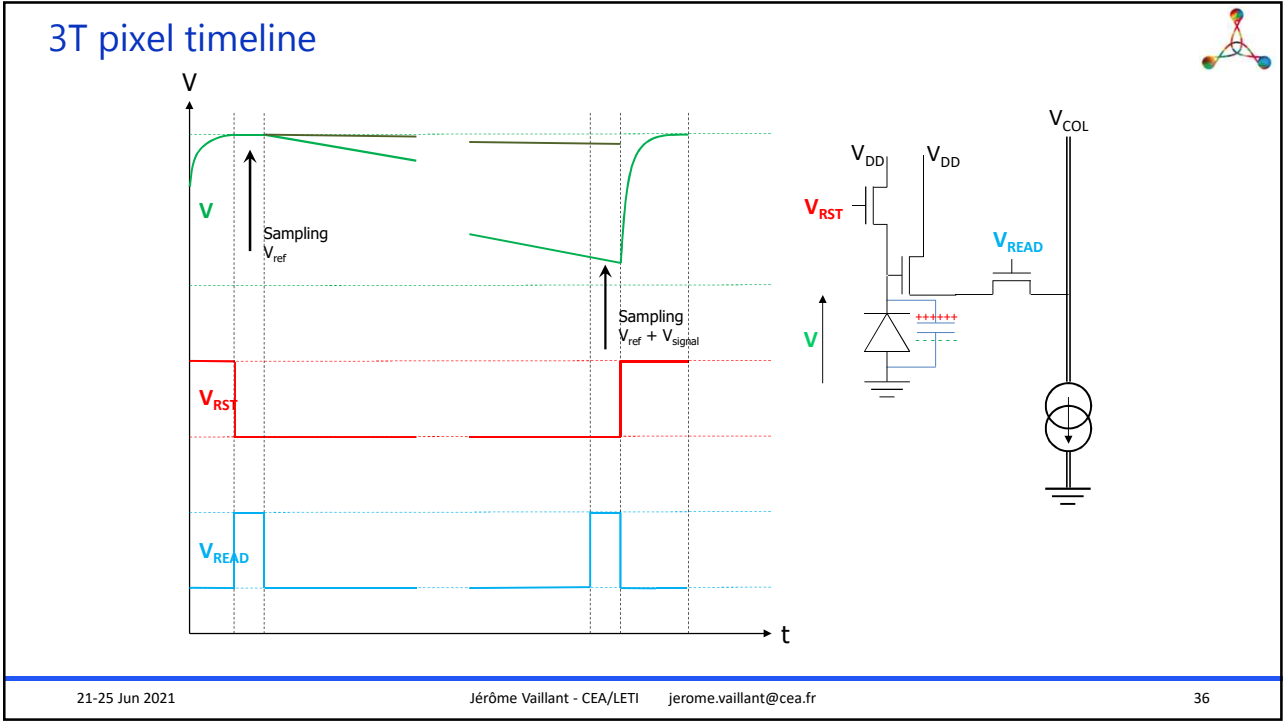 3T pixel timeline
V
V
Sampling
Vref
Sampling
Vref + Vsignal
VRST
VREAD
t
VCOL
VDD
VDD
VRST
VREAD
V
++++++
- - - - - -
21-25 Jun 2021
Jérôme Vaillant - CEA/LETI jerome.vaillant@cea.fr
36